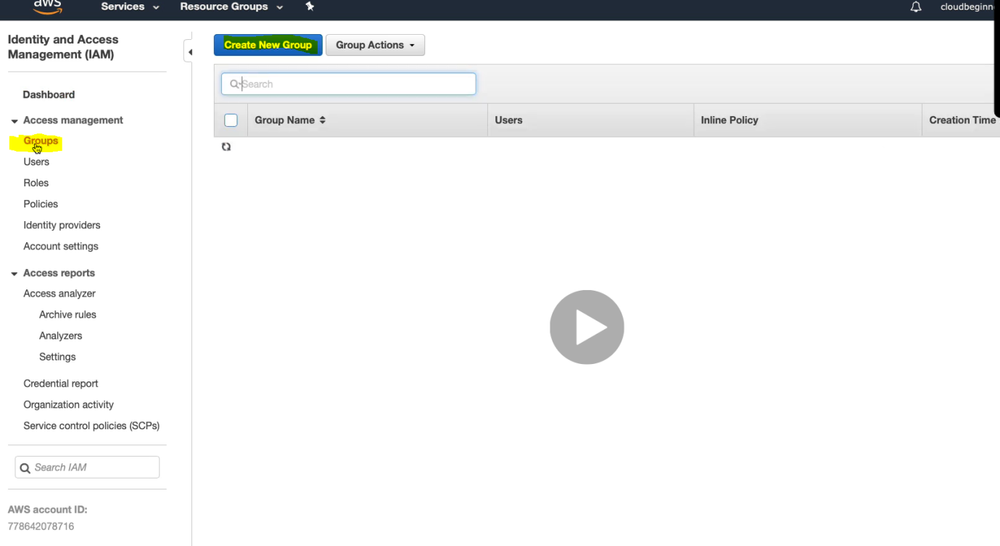 aws Services Resource Groups cloudbeginn
Identity and Access
Management (IAM)
Dashboard
Access management
Groups
Users
Roles
Policies
Identity providers
Account settings
Access reports
Access analyzer
Archive rules
Analyzers
Settings
Credential report
Organization activity
Service control policies (SCPs)
Search IAM
AWS account ID:
778642078716
Create New Group Group Actions
Search
Group Name Users Inline Policy Creation Time